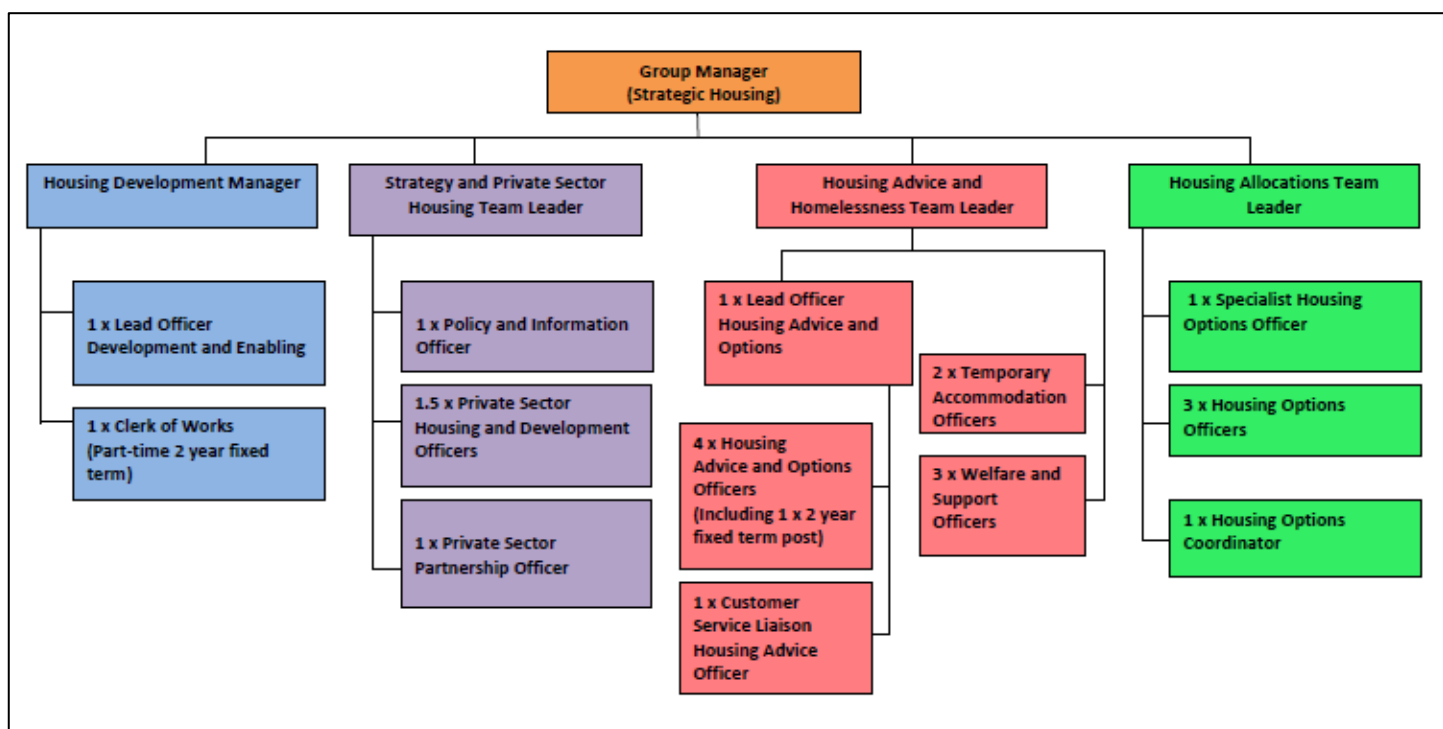 Group Manager
(Strategic Housing)
Housing Development Manager
Strategy and Private Sector
Housing Team Leader
Housing Advice and
Homelessness Team Leader
Housing Allocations Team
Leader
1 x Lead Officer
Development and Enabling
1 x Clerk of Works
(Part-time 2 year fixed
term)
1 x Policy and Information
Officer
1.5 x Private Sector
Housing and Development
Officers
1 x Private Sector
Partnership Officer
1 x Lead Officer
Housing Advice and
Options
4 x Housing
Advice and Options
Officers
(Including 1 x 2 year
fixed term post)
1 x Customer
Service Liaison
Housing Advice
Officer
2 x Temporary
Accommodation
Officers
3 x Welfare and
Support
Officers
1 x Specialist Housing
Options Officer
3 x Housing Options
Officers
1 x Housing Options
Coordinator